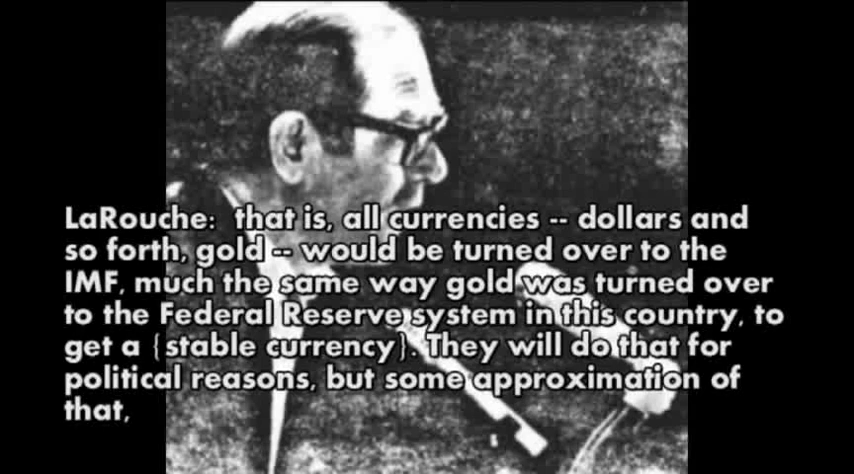 LaRouche:  that is, all currencies -- dollars and
so forth, gold -- would be turned over to the
IMF, much the same way gold was turned over
to the Federal Reserve system in this country, to
get a {stable currency}. They will do that for
political reasons, but some approximation of
that,